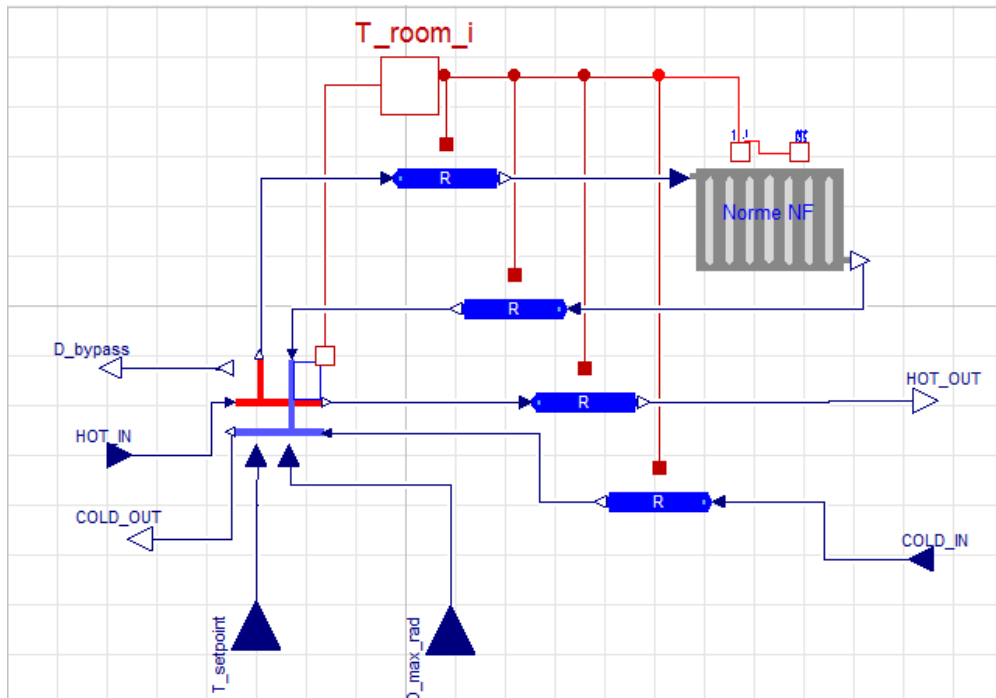 T_room_i
R
Norme NF
R
D_bypass
R
HOT_OUT
HOT_IN
R
COLD_OUT
COLD_IN
T_setpoint